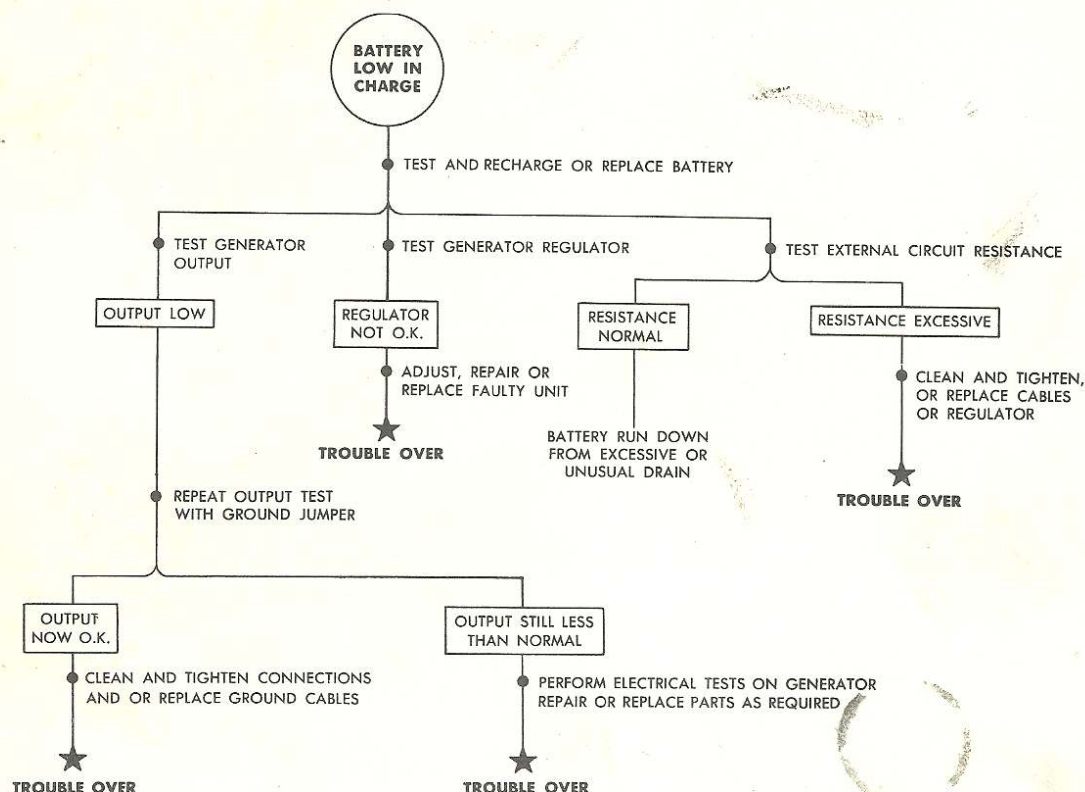 BATTERY
LOW IN
CHARGE
TEST AND RECHARGE OR REPLACE BATTERY
TEST GENERATOR
OUTPUT
TEST GENERATOR REGULATOR
TEST EXTERNAL CIRCUIT RESISTANCE
OUTPUT LOW
REGULATOR
NOT O.K.
RESISTANCE
NORMAL
RESISTANCE EXCESSIVE
ADJUST, REPAIR OR
REPLACE FAULTY UNIT
CLEAN AND TIGHTEN,
OR REPLACE CABLES
OR REGULATOR
TROUBLE OVER
BATTERY RUN DOWN
FROM EXCESSIVE OR
UNUSUAL DRAIN
TROUBLE OVER
REPEAT OUTPUT TEST
WITH GROUND JUMPER
OUTPUT
NOW O.K.
OUTPUT STILL LESS
THAN NORMAL
CLEAN AND TIGHTEN CONNECTIONS
AND OR REPLACE GROUND CABLES
PERFORM ELECTRICAL TESTS ON GENERATOR
REPAIR OR REPLACE PARTS AS REQUIRED
TROUBLE OVER
TROUBLE OVER